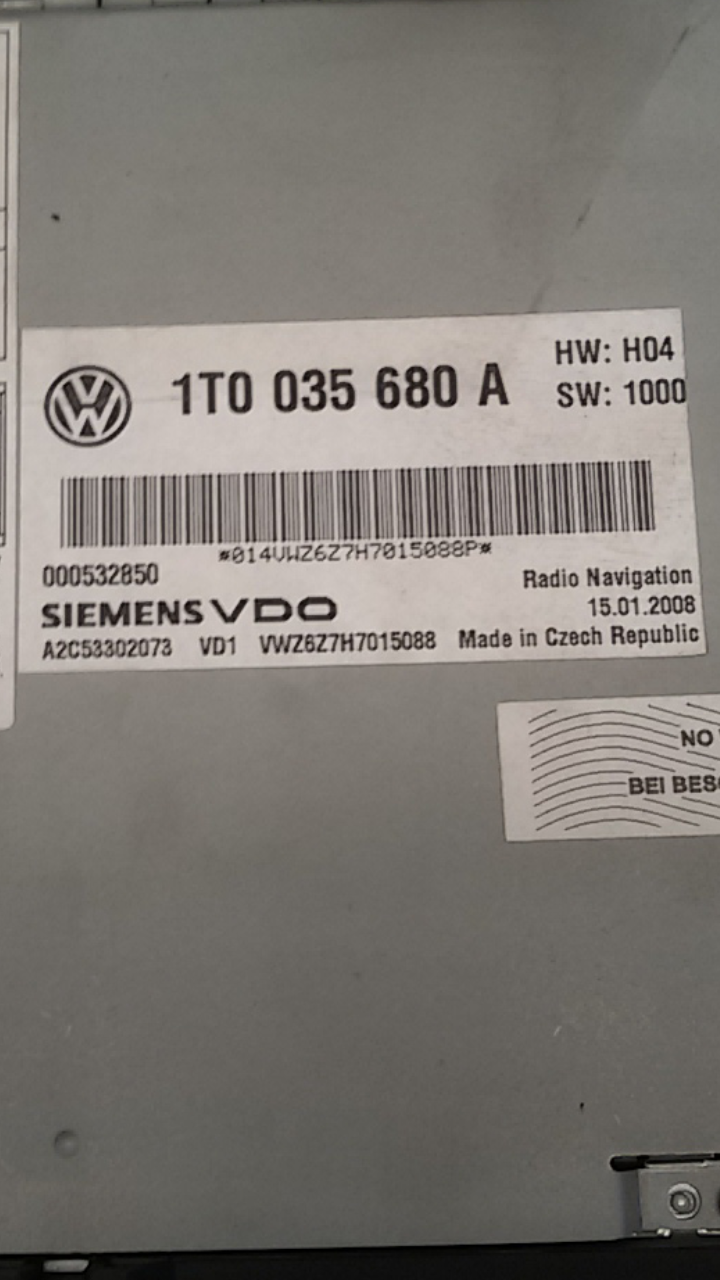 1T0 035 680 A
HW: H04
SW: 1000
*014VWZ6Z7H7015088P*
000532850
Radio Navigation
SIEMENS VDO
15.01.2008
A2C53302073 VD1 VWZ6Z7H7015088 Made in Czech Republic
NO
BEI